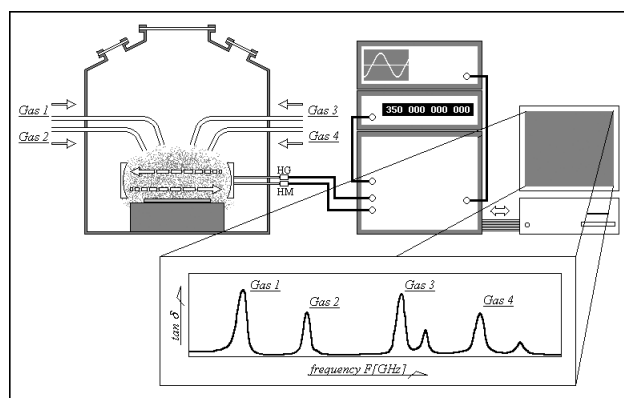 Gas 1
Gas 2
Gas 3
Gas 4
HG
HM
350 000 000 000
Gas 1
Gas 2
Gas 3
Gas 4
tan δ
frequency F[GHz]